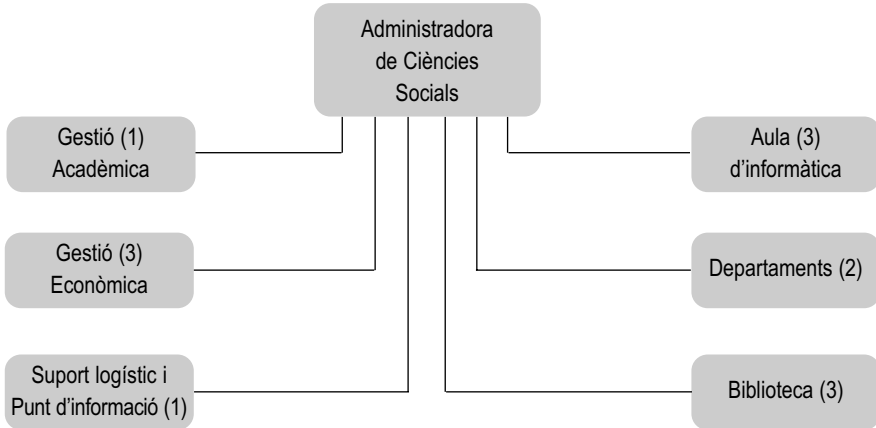 Administradora
de Ciències
Socials
Gestió (1)
Acadèmica
Aula (3)
d'informàtica
Gestió (3)
Econòmica
Departaments (2)
Suport logístic i
Punt d'informació (1)
Biblioteca (3)